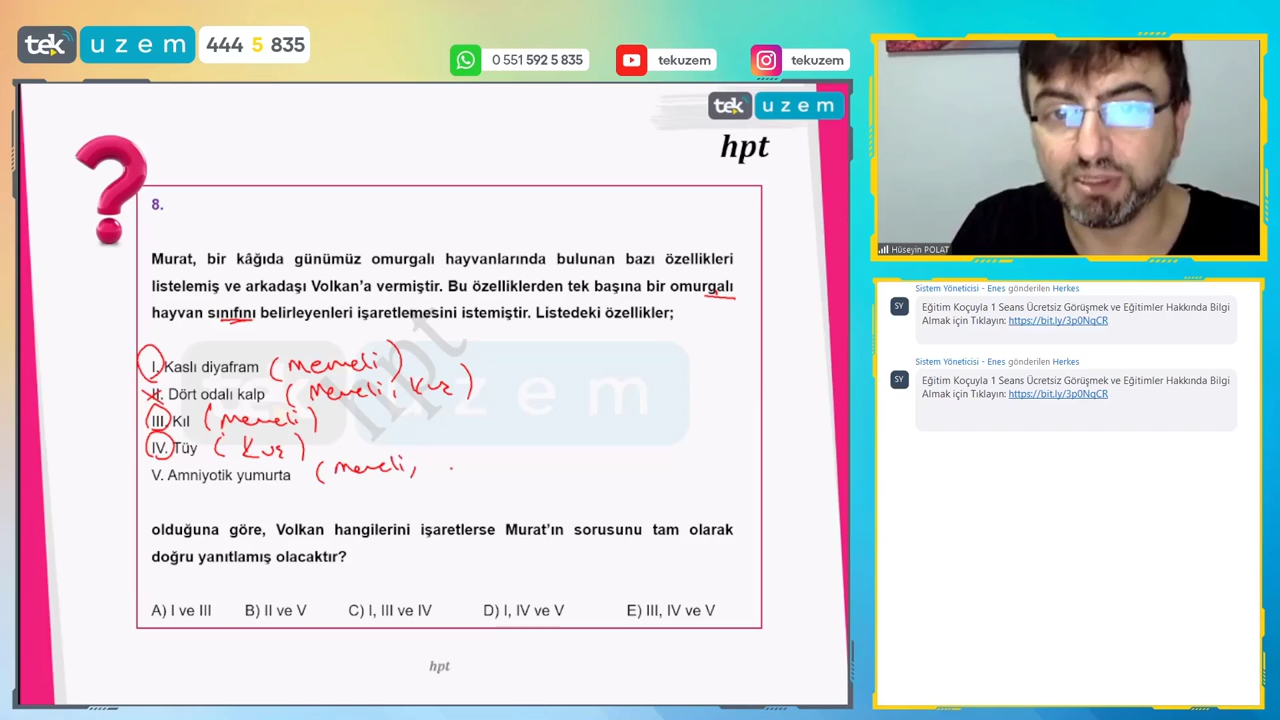 tek uzem 444 5 835
0 551 592 5 835
tekuzem
tekuzem
tek uzem
hpt
8.
Murat, bir kâğıda günümüz omurgalı hayvanlarında bulunan bazı özellikleri
listelemiş ve arkadaşı Volkan'a vermiştir. Bu özelliklerden tek başına bir omurgalı
hayvan sınıfını belirleyenleri işaretlemesini istemiştir. Listedeki özellikler;
I. Kaslı diyafram (memeli)
II. Dört odalı kalp (memeli, kuş)
III. Kıl (memeli)
IV. Tüy (kuş)
V. Amniyotik yumurta (memeli,
hpt
tek uzem
olduğuna göre, Volkan hangilerini işaretlerse Murat'ın sorusunu tam olarak
doğru yanıtlamış olacaktır?
A) I ve III B) II ve V C) I, III ve IV D) I, IV ve V E) III, IV ve V
hpt
Hüseyin POLAT
Sistem Yöneticisi - Enes gönderilen Herkes
SY
Eğitim Koçuyla 1 Seans Ücretsiz Görüşmek ve Eğitimler Hakkında Bilgi
Almak için Tıklayın: https://bit.ly/3p0NqCR
Sistem Yöneticisi - Enes gönderilen Herkes
SY
Eğitim Koçuyla 1 Seans Ücretsiz Görüşmek ve Eğitimler Hakkında Bilgi
Almak için Tıklayın: https://bit.ly/3p0NqCR